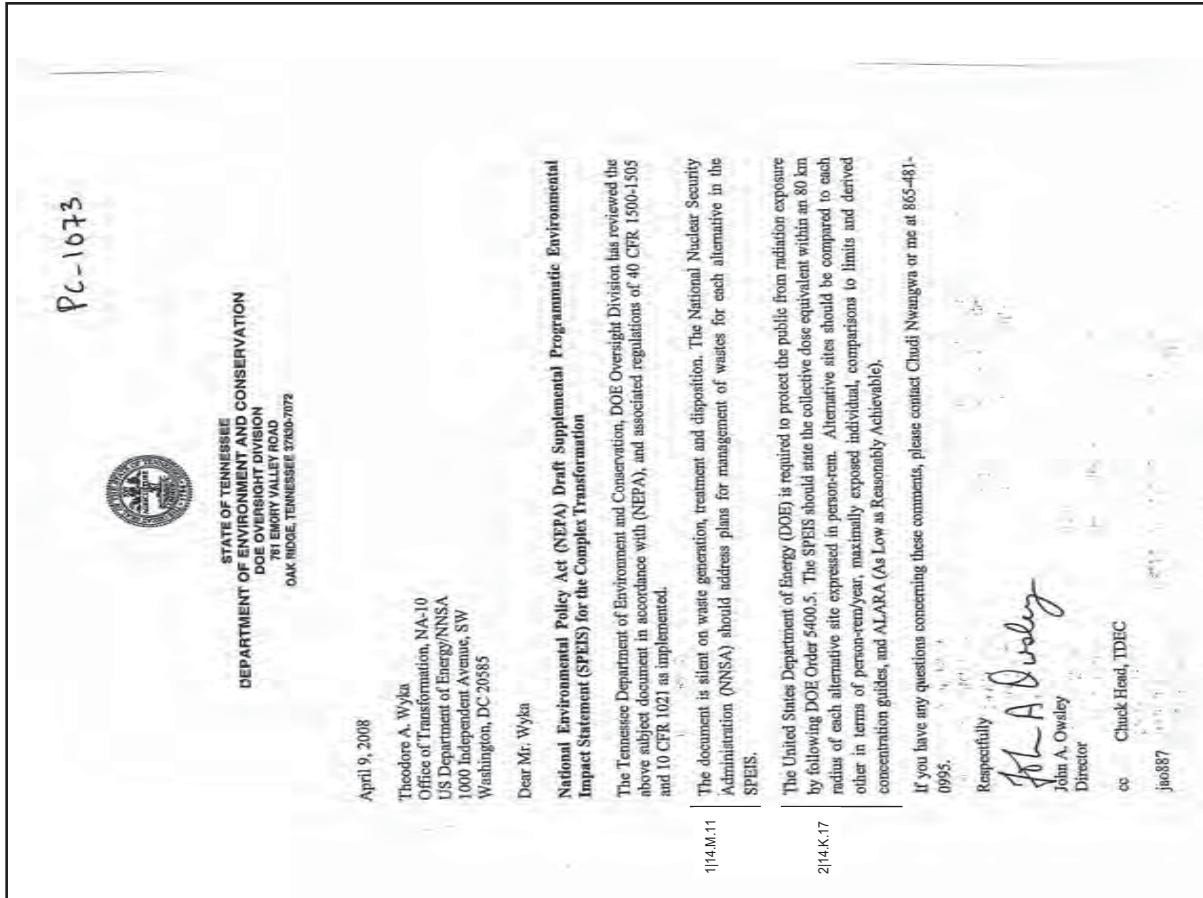 PC-1073
STATE OF TENNESSEE
DEPARTMENT OF ENVIRONMENT AND CONSERVATION
DOE OVERSIGHT DIVISION
761 EMORY VALLEY ROAD
OAK RIDGE, TENNESSEE 37830-7072
April 9, 2008
Theodore A. Wyka
Office of Transformation, NA-10
US Department of Energy/NNSA
1000 Independent Avenue, SW
Washington, DC 20585
Dear Mr. Wyka
National Environmental Policy Act (NEPA) Draft Supplemental Programmatic Environmental
Impact Statement (SPEIS) for the Complex Transformation
The Tennessee Department of Environment and Conservation, DOE Oversight Division has reviewed the
above subject document in accordance with (NEPA), and associated regulations of 40 CFR 1500-1505
and 10 CFR 1021 as implemented.
1|14.M.11
The document is silent on waste generation, treatment and disposition. The National Nuclear Security
Administration (NNSA) should address plans for management of wastes for each alternative in the
SPEIS.
2|14.K.17
The United States Department of Energy (DOE) is required to protect the public from radiation exposure
by following DOE Order 5400.5. The SPEIS should state the collective dose equivalent within an 80 km
radius of each alternative site expressed in person-rem. Alternative sites should be compared to each
other in terms of person-rem/year, maximally exposed individual, comparisons to limits and derived
concentration guides, and ALARA (As Low as Reasonably Achievable).
If you have any questions concerning these comments, please contact Chudi Nwangwa or me at 865-481-
0995.
Respectfully
John A. Owsley
John A. Owsley
Director
cc Chuck Head, TDEC
jao887